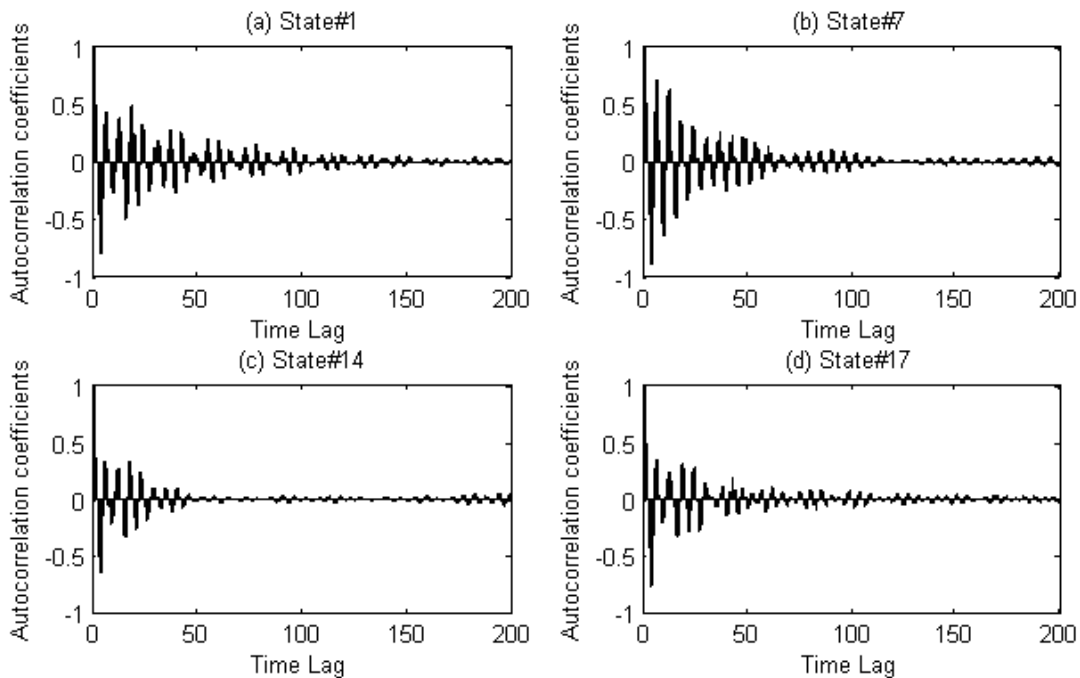 (a) State#1
Autocorrelation coefficients
1
0.5
0
-0.5
-1
0 50 100 150 200
Time Lag
(b) State#7
Autocorrelation coefficients
1
0.5
0
-0.5
-1
0 50 100 150 200
Time Lag
(c) State#14
Autocorrelation coefficients
1
0.5
0
-0.5
-1
0 50 100 150 200
Time Lag
(d) State#17
Autocorrelation coefficients
1
0.5
0
-0.5
-1
0 50 100 150 200
Time Lag